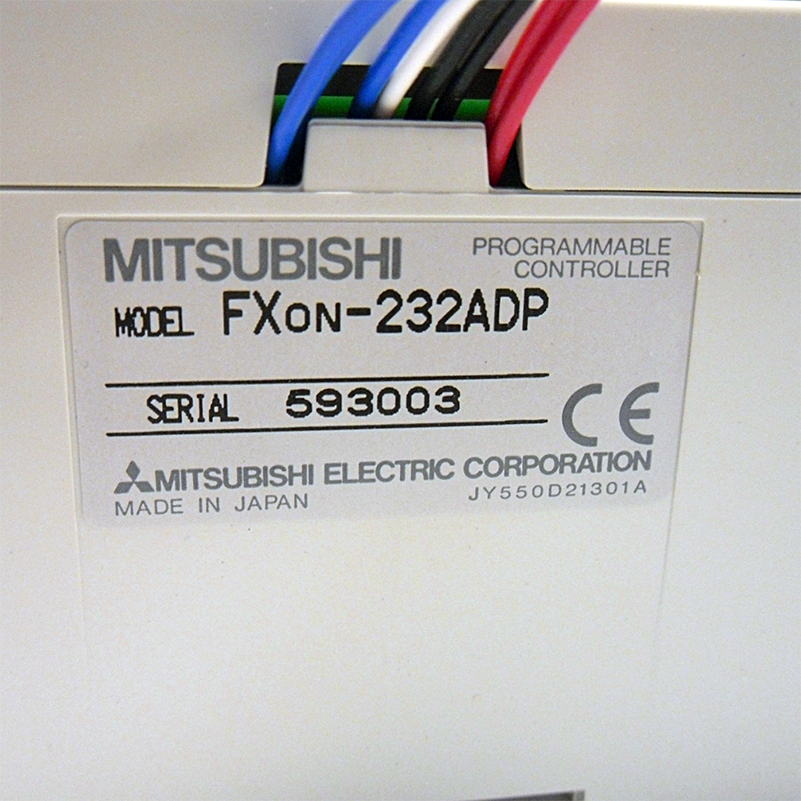 MITSUBISHI
PROGRAMMABLE
CONTROLLER
MODEL FX0N-232ADP
SERIAL 593003
CE
MITSUBISHI ELECTRIC CORPORATION
MADE IN JAPAN
JY550D21301A